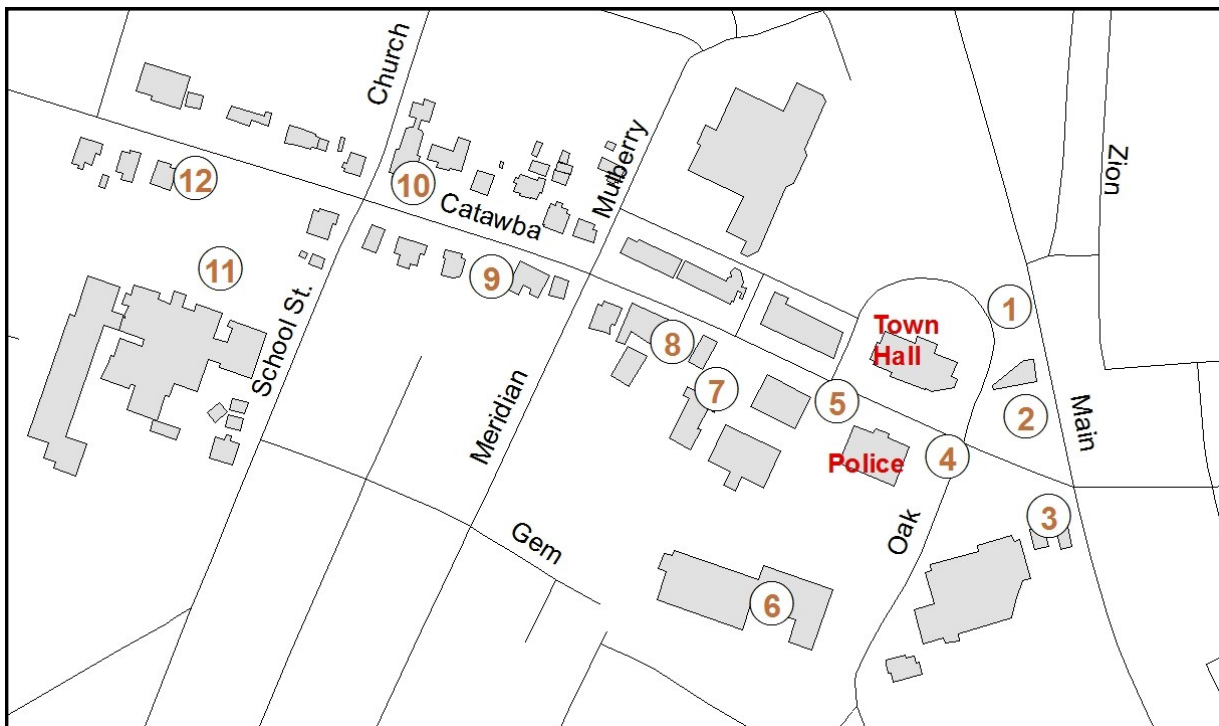 Church
Mulberry
Zion
12
10
Catawba
11
9
1
School St.
Town
Hall
8
7
5
Meridian
2
Main
Police
4
3
Oak
Gem
6